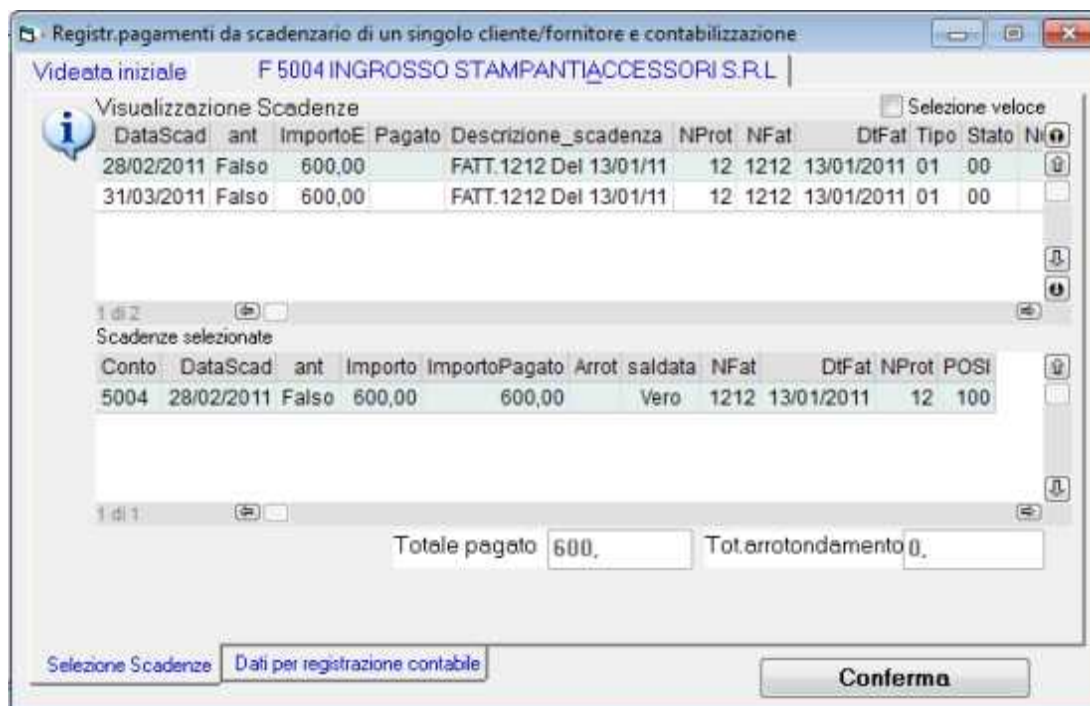 Registr.pagamenti da scadenzario di un singolo cliente/fornitore e contabilizzazione
Videata iniziale F 5004 INGROSSO STAMPANTIACCESSORI S.R.L
Visualizzazione Scadenze Selezione veloce
DataScad ant ImportoE Pagato Descrizione_scadenza NProt NFat DtFat Tipo Stato
28/02/2011 Falso 600,00 FATT.1212 Del 13/01/11 12 1212 13/01/2011 01 00
31/03/2011 Falso 600,00 FATT.1212 Del 13/01/11 12 1212 13/01/2011 01 00
1 di 2
Scadenze selezionate
Conto DataScad ant Importo ImportoPagato Arrot saldata NFat DtFat NProt POSI
5004 28/02/2011 Falso 600,00 600,00 Vero 1212 13/01/2011 12 100
1 di 1
Totale pagato 600, Tot.arrotondamento 0,
Selezione Scadenze Dati per registrazione contabile
Conferma